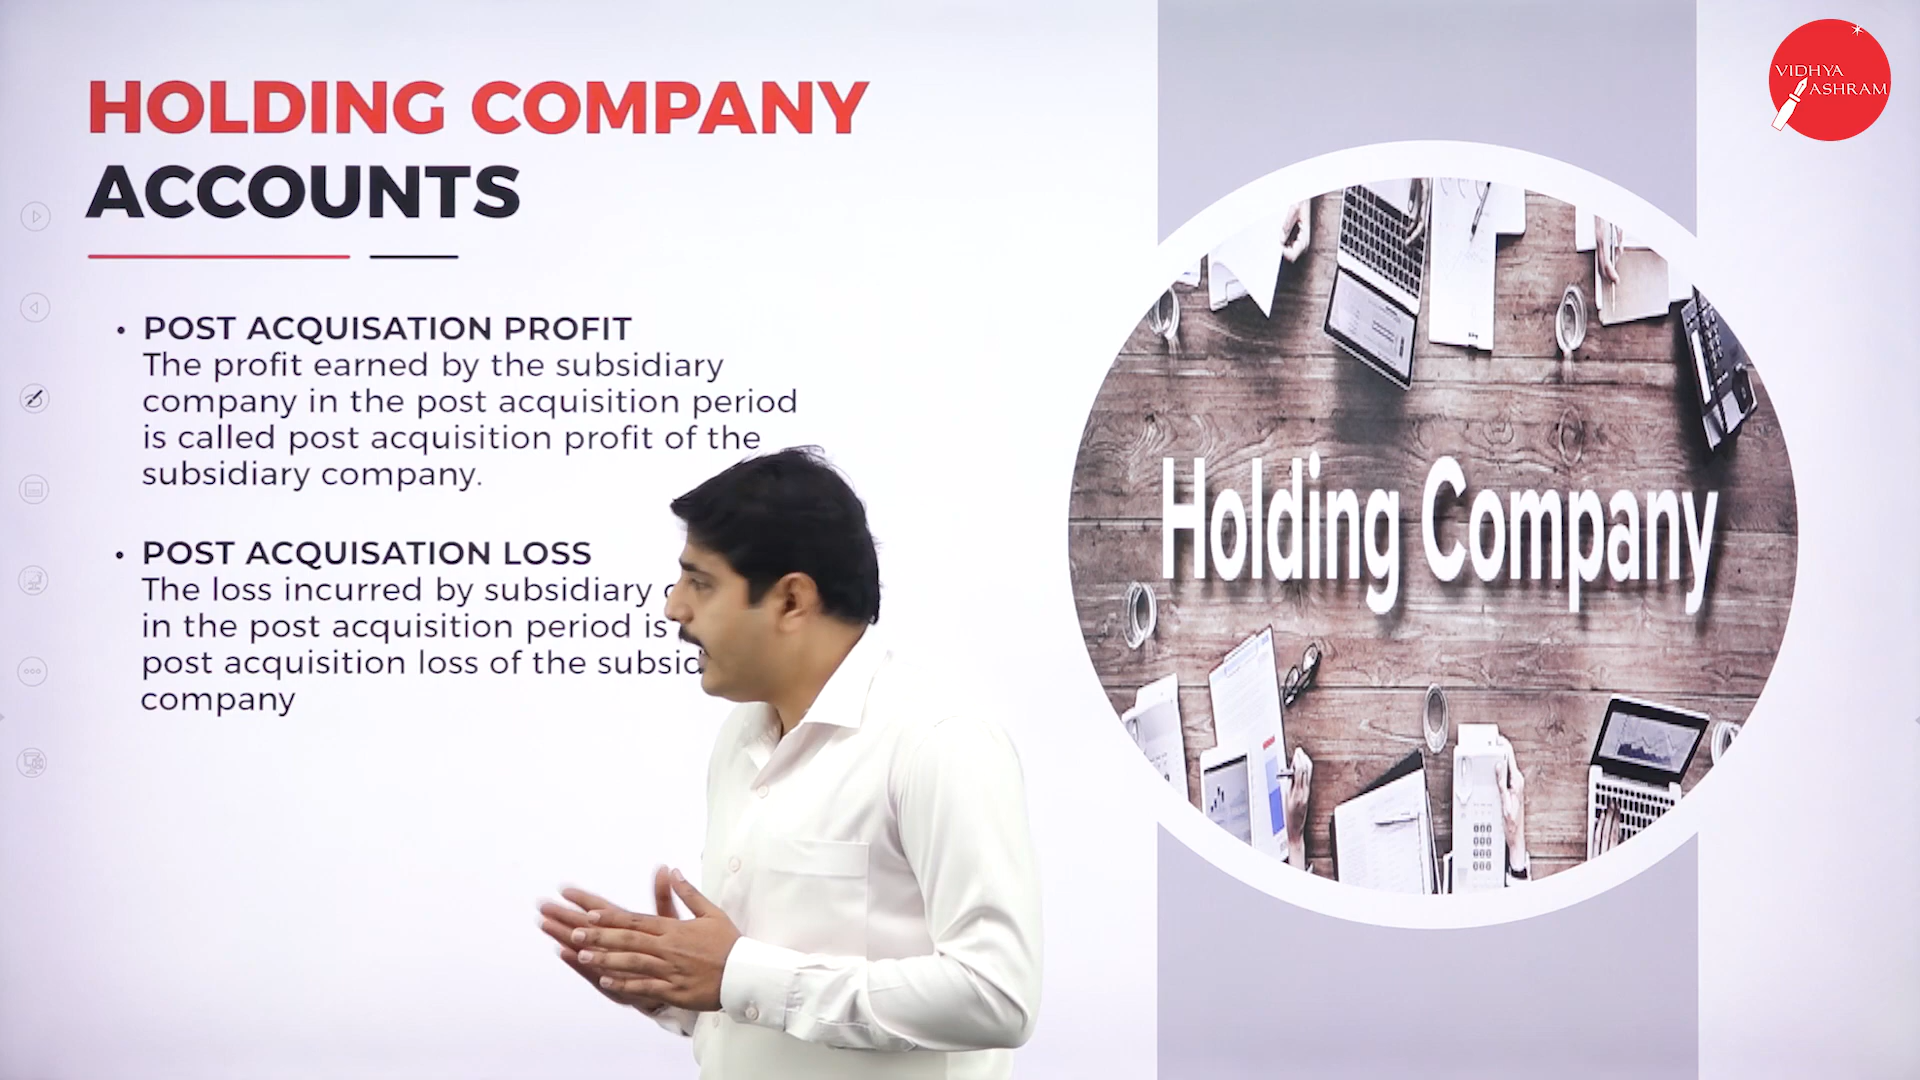 HOLDING COMPANY
ACCOUNTS
• POST ACQUISATION PROFIT
The profit earned by the subsidiary
company in the post acquisition period
is called post acquisition profit of the
subsidiary company.
• POST ACQUISATION LOSS
The loss incurred by subsidiary
in the post acquisition period is
post acquisition loss of the
company
Holding Company
VIDHYA
ASHRAM